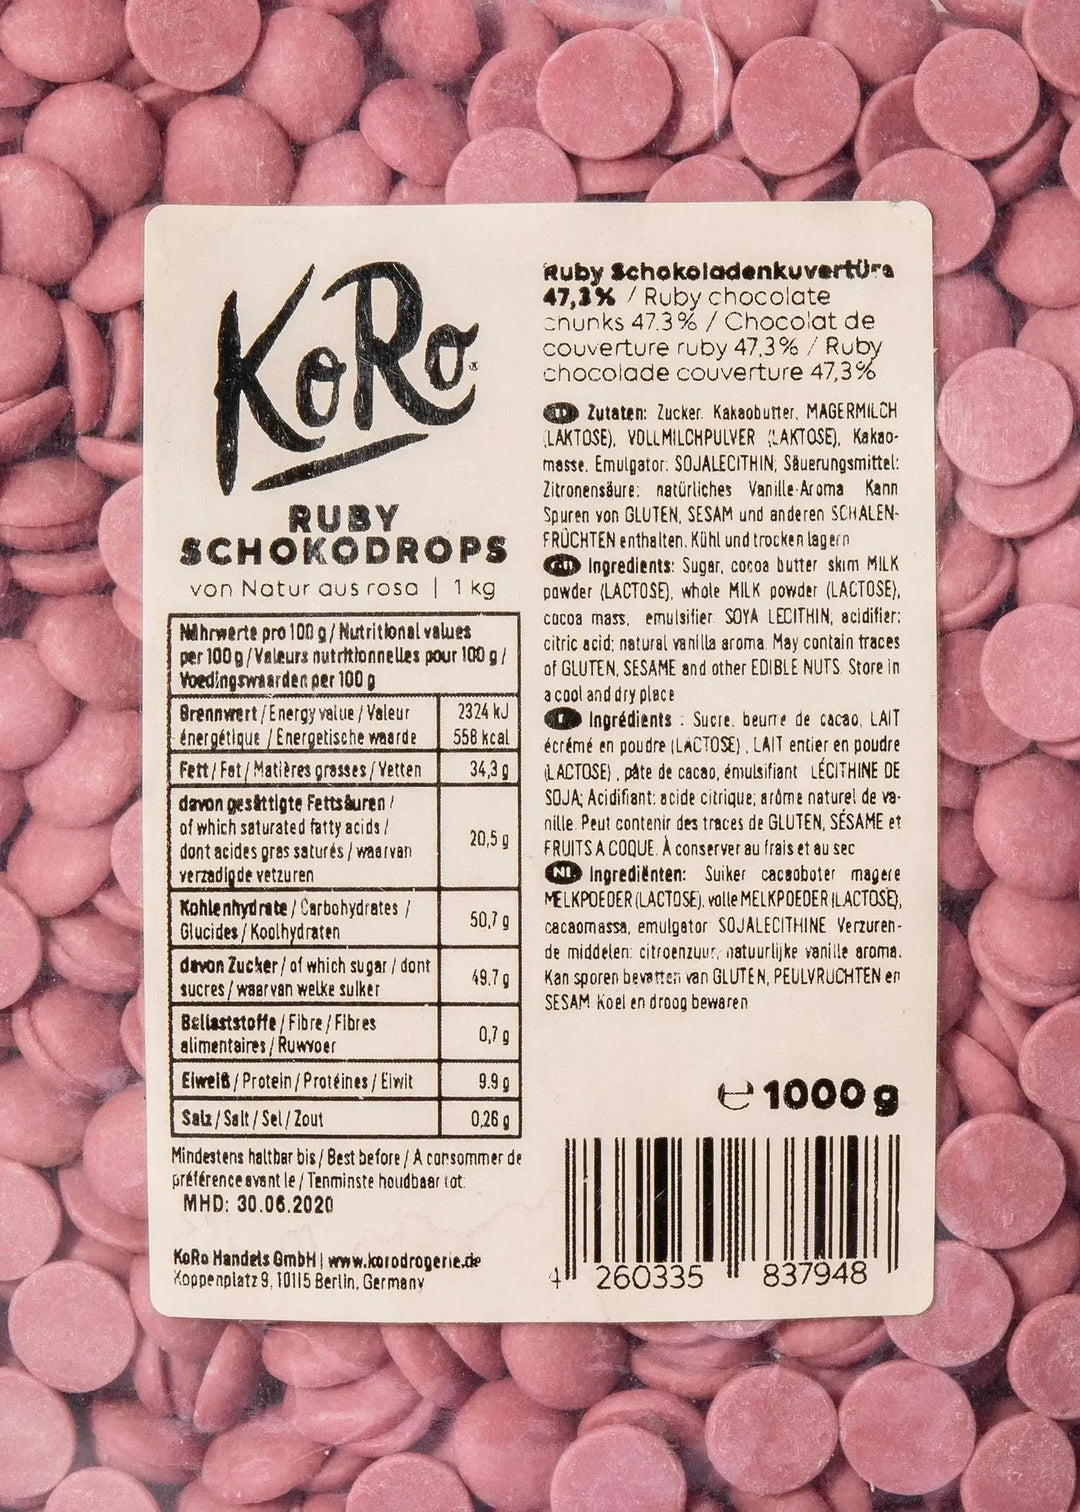 KoRo
RUBY
SCHOKODROPS
von Natur aus rosa | 1 kg
Nährwerte pro 100 g / Nutritional values
per 100 g / Valeurs nutritionnelles pour 100 g /
Voedingswaarden per 100 g
Brennwert / Energy value / Valeur
énergétique / Energetische waarde
2324 kJ
558 kcal
Fett / Fat / Matières grasses / Vetten
34,3 g
davon gesättigte Fettsäuren /
of which saturated fatty acids /
dont acides gras saturés / waarvan
verzadigde vetzuren
20,5 g
Kohlenhydrate / Carbohydrates /
Glucides / Koolhydraten
50,7 g
davon Zucker / of which sugar / dont
sucres / waarvan welke suiker
49.7 g
Ballaststoffe / Fibre / Fibres
alimentaires / Ruwvoer
0,7 g
Eiweiß / Protein / Protéines / Eiwit
9.9 g
Salz / Salt / Sel / Zout
0,26 g
Mindestens haltbar bis / Best before / A consommer de
préférence avant le / Tenminste houdbaar tot:
MHD: 30.06.2020
KoRo Handels GmbH | www.korodrogerie.de
Koppenplatz 9, 10115 Berlin, Germany
Ruby Schokoladenkuvertüre
47,3% / Ruby chocolate
chunks 47.3% / Chocolat de
couverture ruby 47,3% / Ruby
chocolade couverture 47,3%
Zutaten: Zucker. Kakaobutter, MAGERMILCH
(LAKTOSE), VOLLMILCHPULVER (LAKTOSE), Kakao-
masse, Emulgator: SOJALECITHIN; Säuerungsmittel:
Zitronensäure; natürliches Vanille-Aroma Kann
Spuren von GLUTEN, SESAM und anderen SCHALEN-
FRÜCHTEN enthalten. Kühl und trocken lagern
GB Ingredients: Sugar, cocoa butter skim MILK
powder (LACTOSE), whole MILK powder (LACTOSE),
cocoa mass, emulsifier SOYA LECITHIN; acidifier:
citric acid; natural vanilla aroma. May contain traces
of GLUTEN, SESAME and other EDIBLE NUTS. Store in
a cool and dry place
Ingrédients : Sucre. beurre de cacao, LAIT
écrémé en poudre (LACTOSE), LAIT entier en poudre
(LACTOSE), pâte de cacao, émulsifiant LÉCITHINE DE
SOJA; Acidifiant: acide citrique; arôme naturel de va-
nille. Peut contenir des traces de GLUTEN, SÉSAME et
FRUITS A COQUE. À conserver au frais et au sec
NL Ingrediënten: Suiker cacaoboter magere
MELKPOEDER (LACTOSE), volle MELKPOEDER (LACTOSE),
cacaomassa, emulgator SOJALECITHINE Verzuren-
de middelen: citroenzuur, natuurlijke vanille aroma.
Kan sporen bevatten van GLUTEN, PEULVRUCHTEN en
SESAM Koel en droog bewaren
℮ 1000 g
4 260335 837948